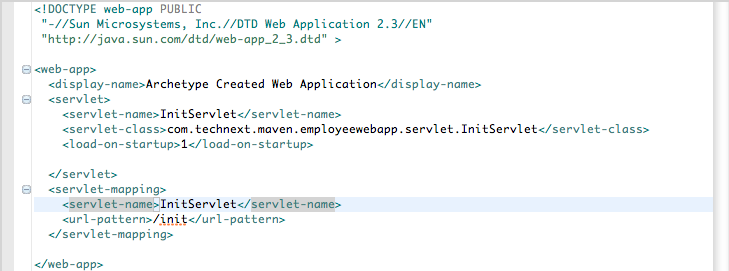 <!DOCTYPE web-app PUBLIC
"-//Sun Microsystems, Inc.//DTD Web Application 2.3//EN"
"http://java.sun.com/dtd/web-app_2_3.dtd" >
<web-app>
<display-name>Archetype Created Web Application</display-name>
<servlet>
<servlet-name>InitServlet</servlet-name>
<servlet-class>com.technext.maven.employeewebapp.servlet.InitServlet</servlet-class>
<load-on-startup>1</load-on-startup>
</servlet>
<servlet-mapping>
<servlet-name>InitServlet</servlet-name>
<url-pattern>/init</url-pattern>
</servlet-mapping>
</web-app>